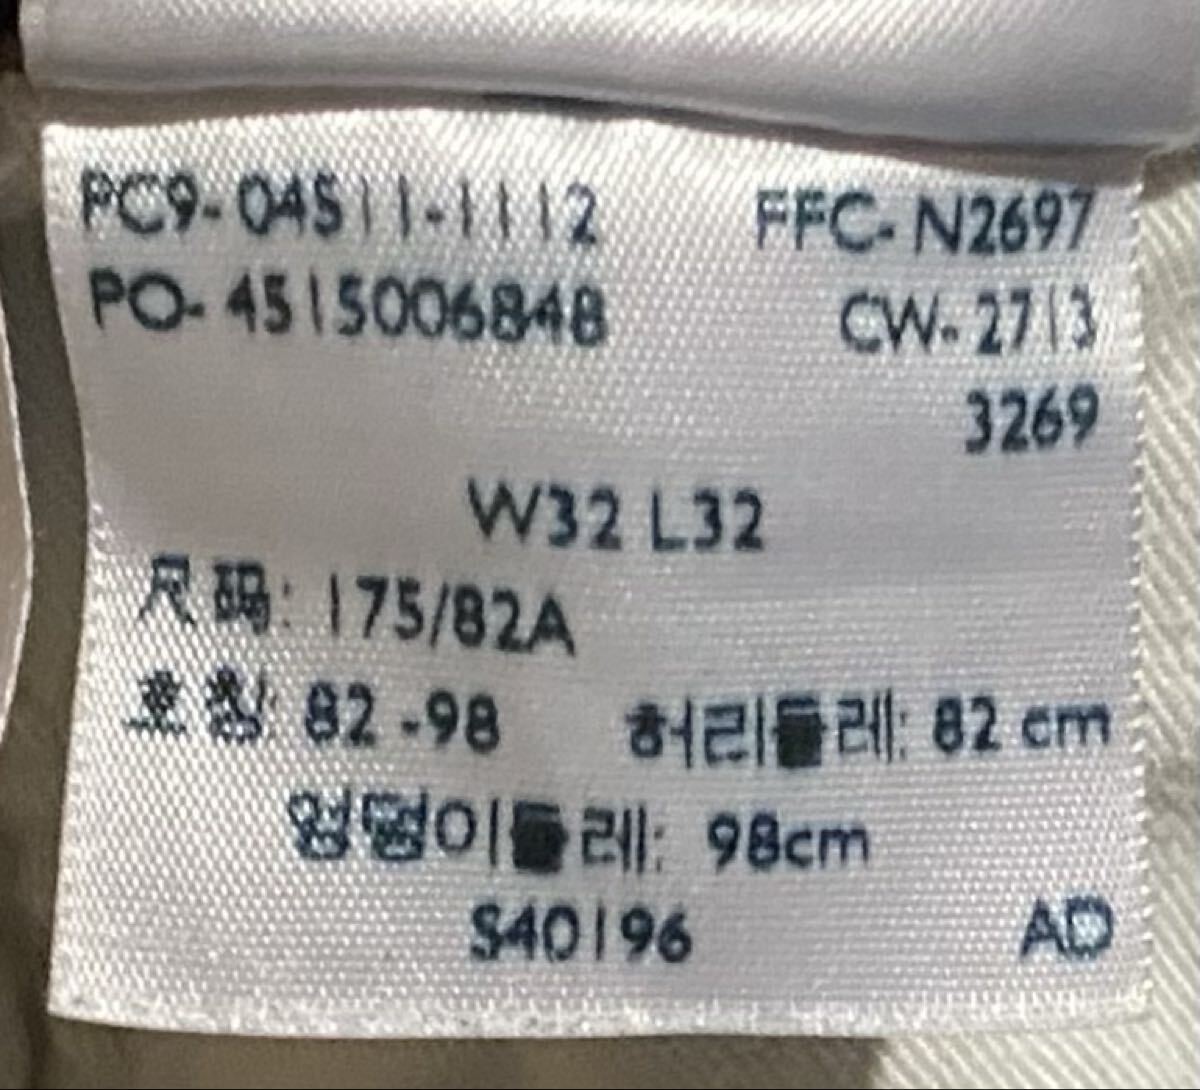 PC9-04511-1112 FFC-N2697
PO-4515006848 CW-2713
3269
W32 L32
尺码: 175/82A
호칭: 82-98 허리둘레: 82 cm
엉덩이둘레: 98cm
S40196 AD